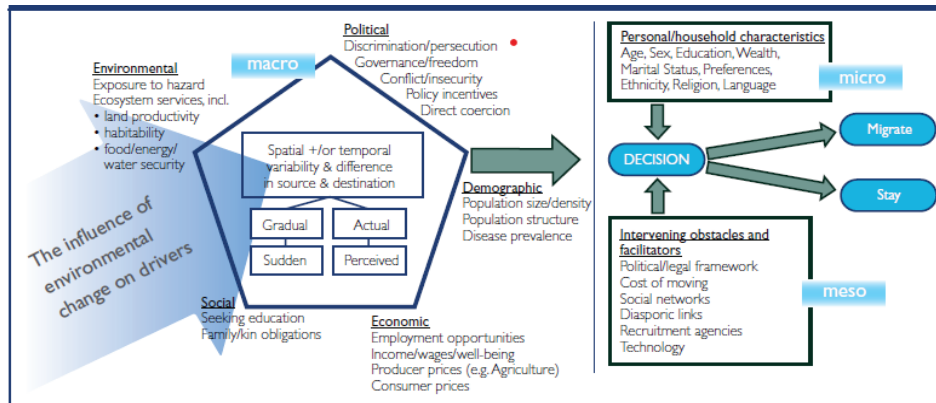 Political
Discrimination/persecution
Governance/freedom
Conflict/insecurity
Policy incentives
Direct coercion
macro
Environmental
Exposure to hazard
Ecosystem services, incl.
• land productivity
• habitability
• food/energy/
water security
Spatial +/or temporal
variability & difference
in source & destination
Gradual
Actual
Sudden
Perceived
The influence of
environmental
change on drivers
Demographic
Population size/density
Population structure
Disease prevalence
Social
Seeking education
Family/kin obligations
Economic
Employment opportunities
Income/wages/well-being
Producer prices (e.g. Agriculture)
Consumer prices
Personal/household characteristics
Age, Sex, Education, Wealth,
Marital Status, Preferences,
Ethnicity, Religion, Language
micro
DECISION
Migrate
Stay
Intervening obstacles and
facilitators
Political/legal framework
Cost of moving
Social networks
Diasporic links
Recruitment agencies
Technology
meso